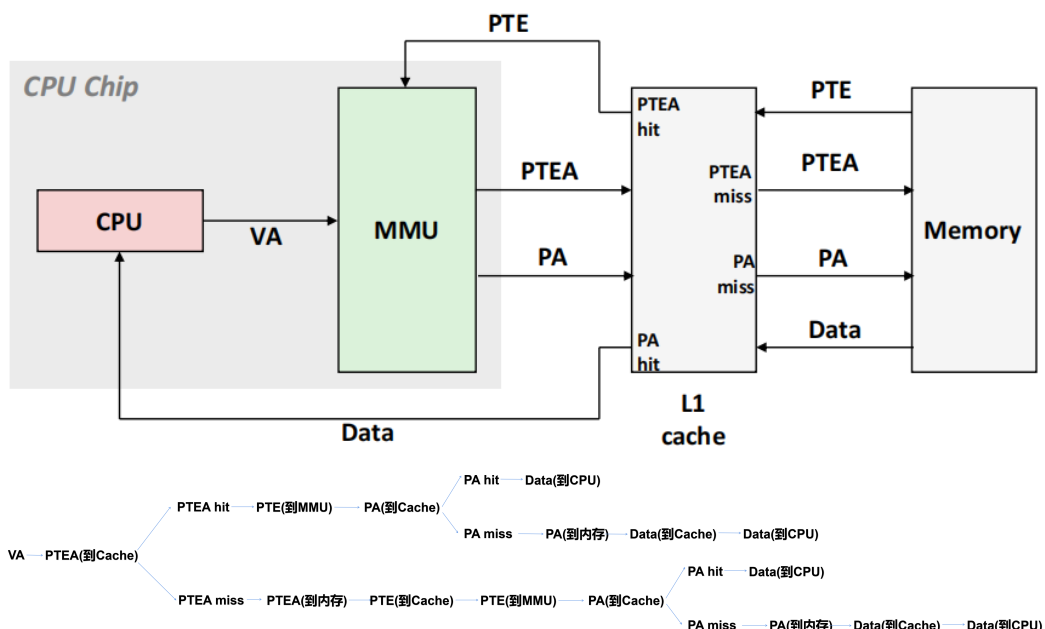 PTE
CPU Chip
PTEA
hit
PTE
PTEA
PTEA
miss
PTEA
CPU
VA
MMU
Memory
PA
PA
miss
PA
PA
hit
Data
Data
L1
cache
PA hit
Data(到CPU)
PTEA hit
PTE(到MMU)
PA(到Cache)
PA miss
PA(到内存)
Data(到Cache)
Data(到CPU)
VA
PTEA(到Cache)
PA hit
Data(到CPU)
PTEA miss
PTEA(到内存)
PTE(到Cache)
PTE(到MMU)
PA(到Cache)
PA miss
PA(到内存)
Data(到Cache)
Data(到CPU)